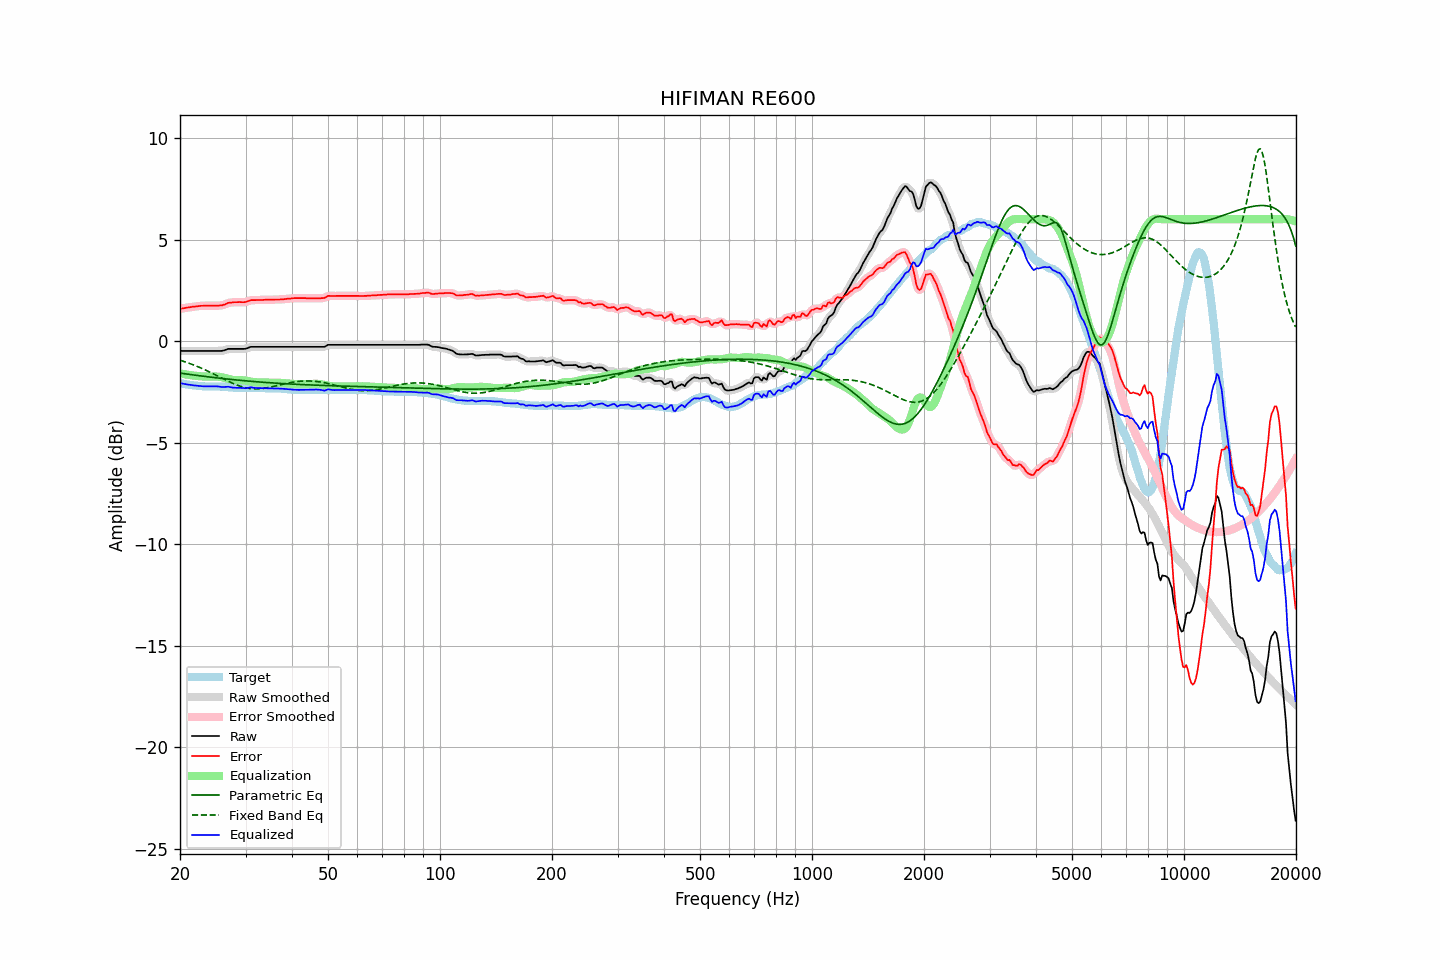 HIFIMAN RE600
10
5
0
−5
−10
−15
−20
−25
Amplitude (dBr)
Target
Raw Smoothed
Error Smoothed
Raw
Error
Equalization
Parametric Eq
Fixed Band Eq
Equalized
20 50 100 200 500 1000 2000 5000 10000 20000
Frequency (Hz)